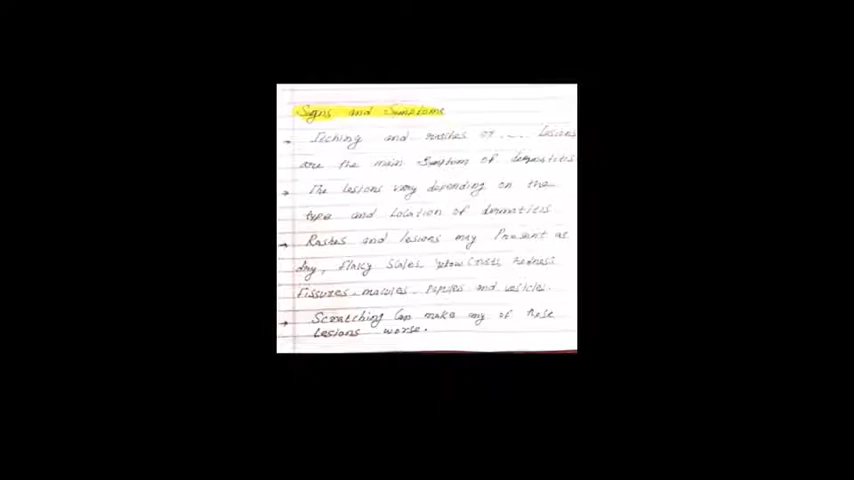 Signs and Symptoms
→ Itching and rashes or .... lesions
are the main symptom of dermatitis
→ The lesions vary depending on the
type and Location of dermatitis
→ Rashes and lesions may Present as
dry, flaky Scales, yellow Crusts, Redness
Fissures, macules, Papules and vesicles.
→ Scratching Can make any of these
Lesions worse.